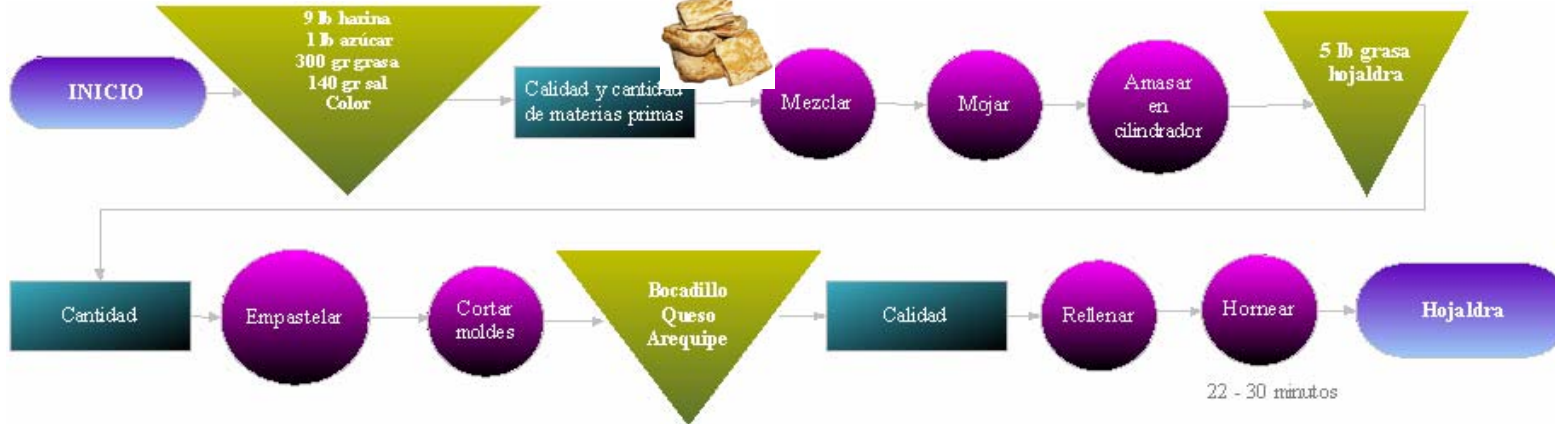 INICIO
9 lb harina
1 lb azúcar
300 gr grasa
140 gr sal
Color
Calidad y cantidad
de materias primas
Mezclar
Mojar
Amasar
en
cilindrador
5 lb grasa
hojaldra
Cantidad
Empastelar
Cortar
moldes
Bocadillo
Queso
Arequipe
Calidad
Rellenar
Hornear
22 - 30 minutos
Hojaldra